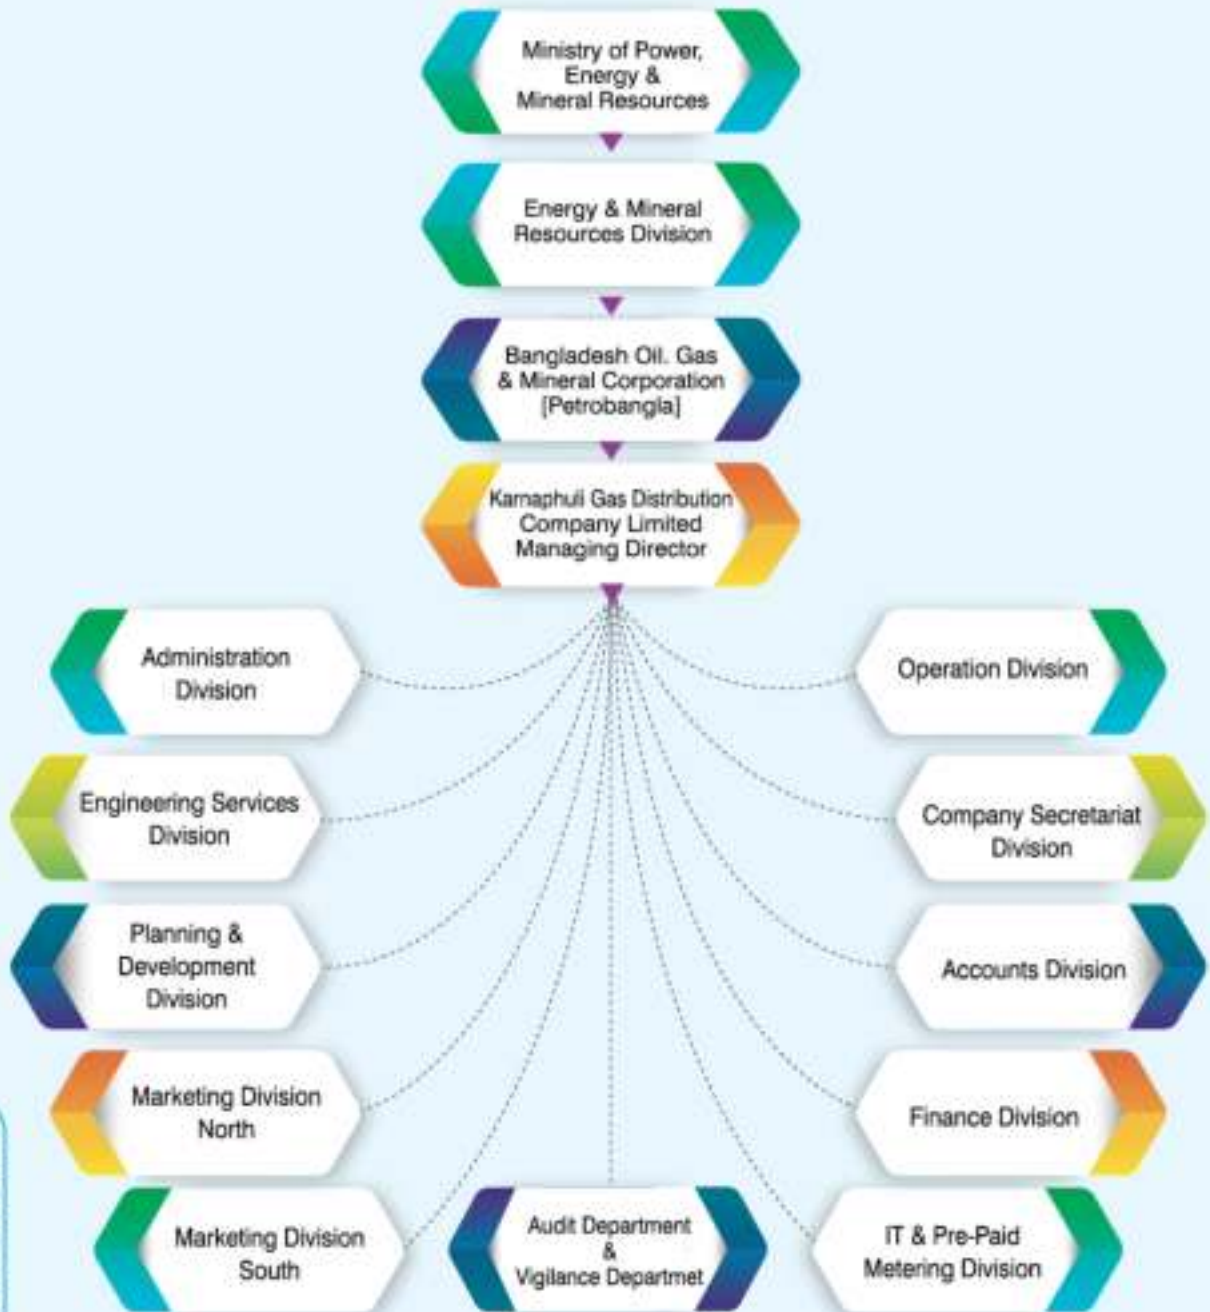 Ministry of Power,
Energy &
Mineral Resources
Energy & Mineral
Resources Division
Bangladesh Oil. Gas
& Mineral Corporation
[Petrobangla]
Karnaphuli Gas Distribution
Company Limited
Managing Director
Administration
Division
Operation Division
Engineering Services
Division
Company Secretariat
Division
Planning &
Development
Division
Accounts Division
Marketing Division
North
Finance Division
Marketing Division
South
Audit Department
&
Vigilance Departmet
IT & Pre-Paid
Metering Division